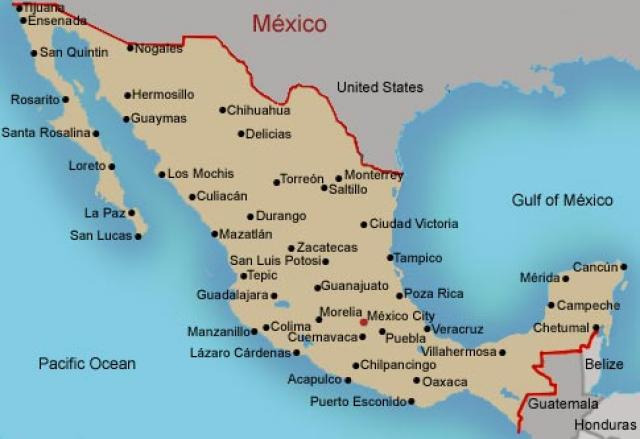 Tijuana
Ensenada
México
San Quintin
Nogales
United States
Rosarito
Hermosillo
Chihuahua
Guaymas
Santa Rosalina
Delicias
Loreto
Los Mochis
Torreón
Monterrey
Saltillo
Culiacán
Gulf of México
La Paz
Durango
Ciudad Victoria
San Lucas
Mazatlán
Zacatecas
San Luis Potosi
Tampico
Cancún
Tepic
Mérida
Guanajuato
Guadalajara
Poza Rica
Campeche
Morelia
México City
Manzanillo
Colima
Veracruz
Chetumal
Cuernavaca
Puebla
Lázaro Cárdenas
Villahermosa
Pacific Ocean
Chilpancingo
Belize
Acapulco
Oaxaca
Puerto Esconido
Guatemala
Honduras